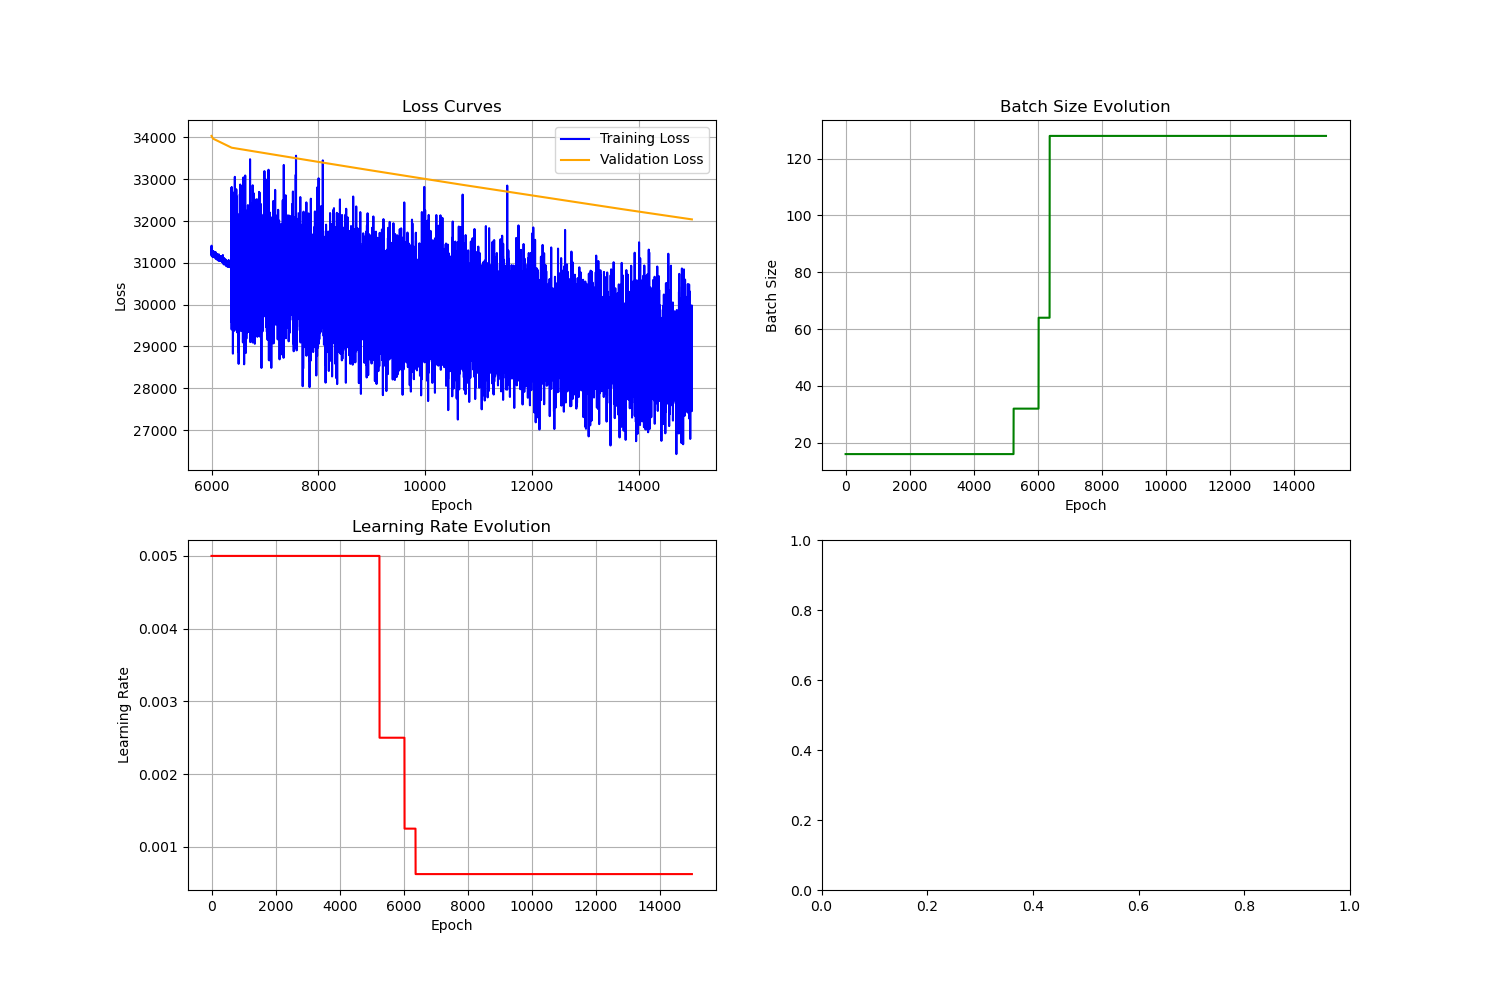 Loss Curves
34000
33000
32000
31000
30000
29000
28000
27000
Loss
Training Loss
Validation Loss
6000 8000 10000 12000 14000
Epoch
Batch Size Evolution
120
100
80
60
40
20
Batch Size
0 2000 4000 6000 8000 10000 12000 14000
Epoch
Learning Rate Evolution
0.005
0.004
0.003
0.002
0.001
Learning Rate
0 2000 4000 6000 8000 10000 12000 14000
Epoch
1.0
0.8
0.6
0.4
0.2
0.0
0.0 0.2 0.4 0.6 0.8 1.0